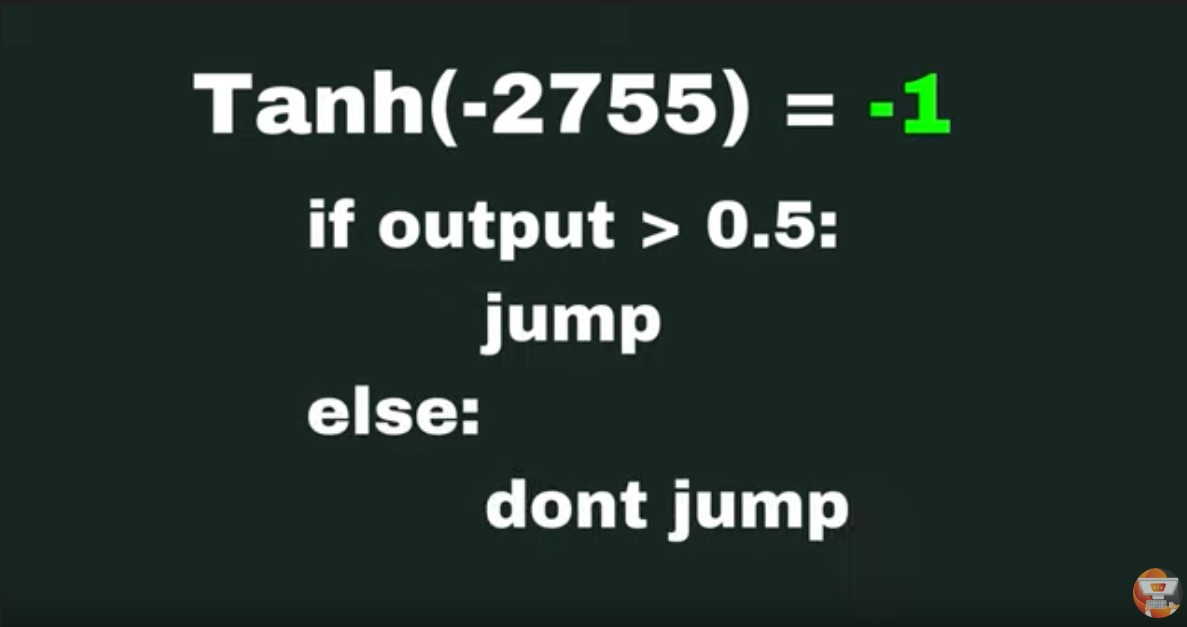 Tanh(-2755) = -1
if output > 0.5:
jump
else:
dont jump